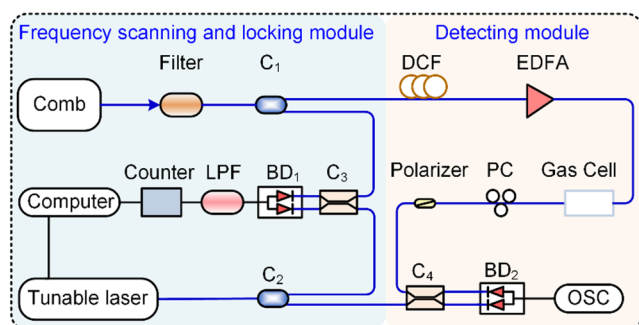 Frequency scanning and locking module
Detecting module
Filter
C₁
DCF
EDFA
Comb
Counter
LPF
BD₁
C₃
Polarizer
PC
Gas Cell
Computer
C₂
C₄
BD₂
Tunable laser
OSC